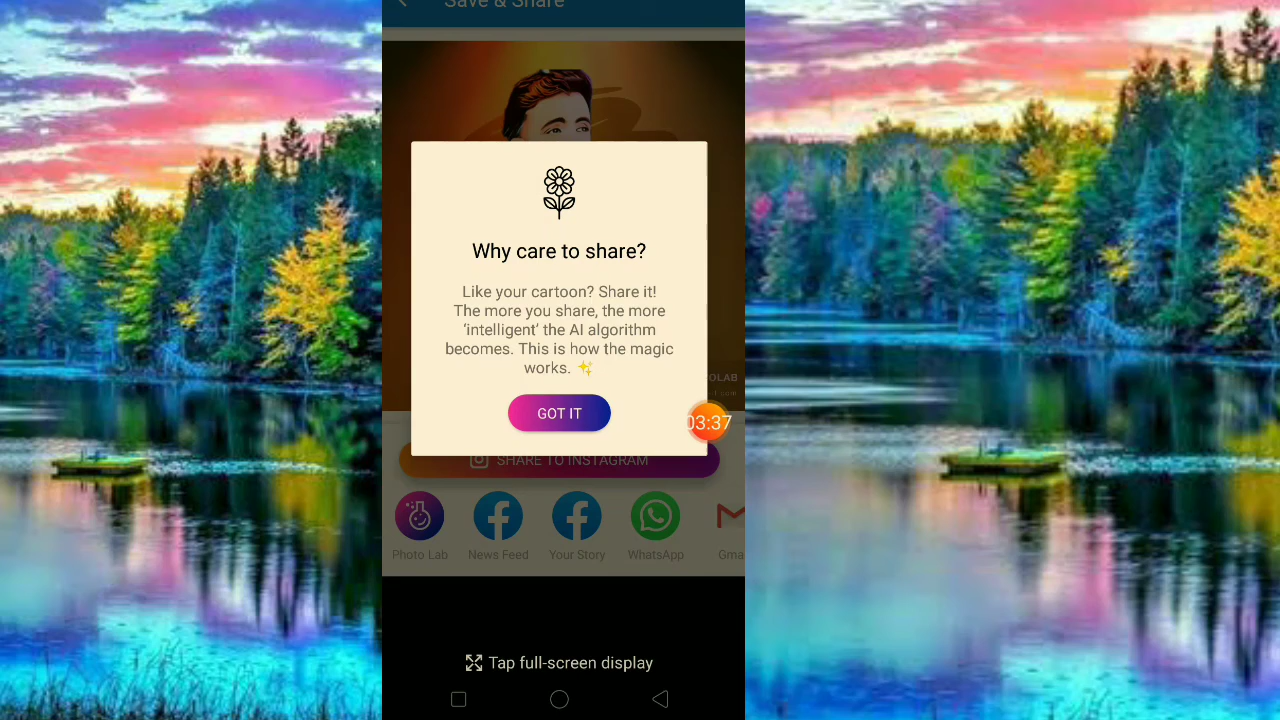 Save & Share
Why care to share?
Like your cartoon? Share it!
The more you share, the more
‘intelligent’ the AI algorithm
becomes. This is how the magic
works. ✨
GOT IT
03:37
SHARE TO INSTAGRAM
Photo Lab
News Feed
Your Story
WhatsApp
Gma
Tap full-screen display